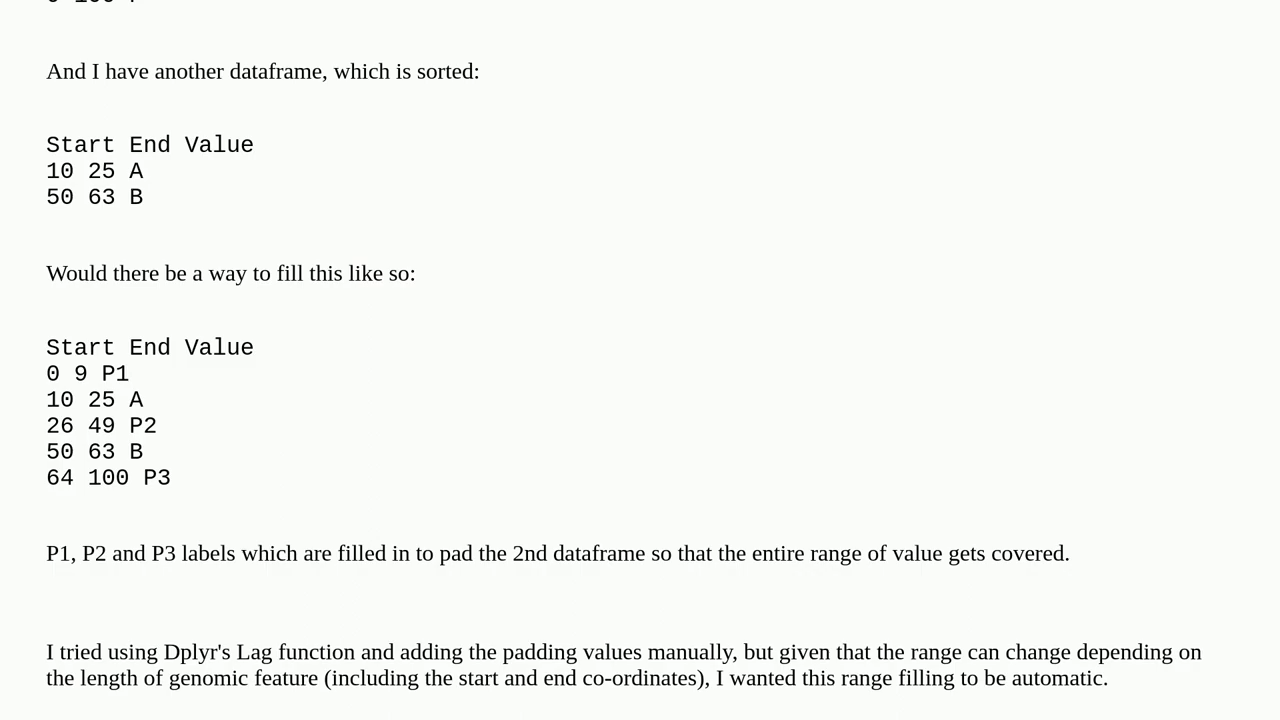 And I have another dataframe, which is sorted:
Start End Value
10 25 A
50 63 B
Would there be a way to fill this like so:
Start End Value
0 9 P1
10 25 A
26 49 P2
50 63 B
64 100 P3
P1, P2 and P3 labels which are filled in to pad the 2nd dataframe so that the entire range of value gets covered.
I tried using Dplyr's Lag function and adding the padding values manually, but given that the range can change depending on
the length of genomic feature (including the start and end co-ordinates), I wanted this range filling to be automatic.